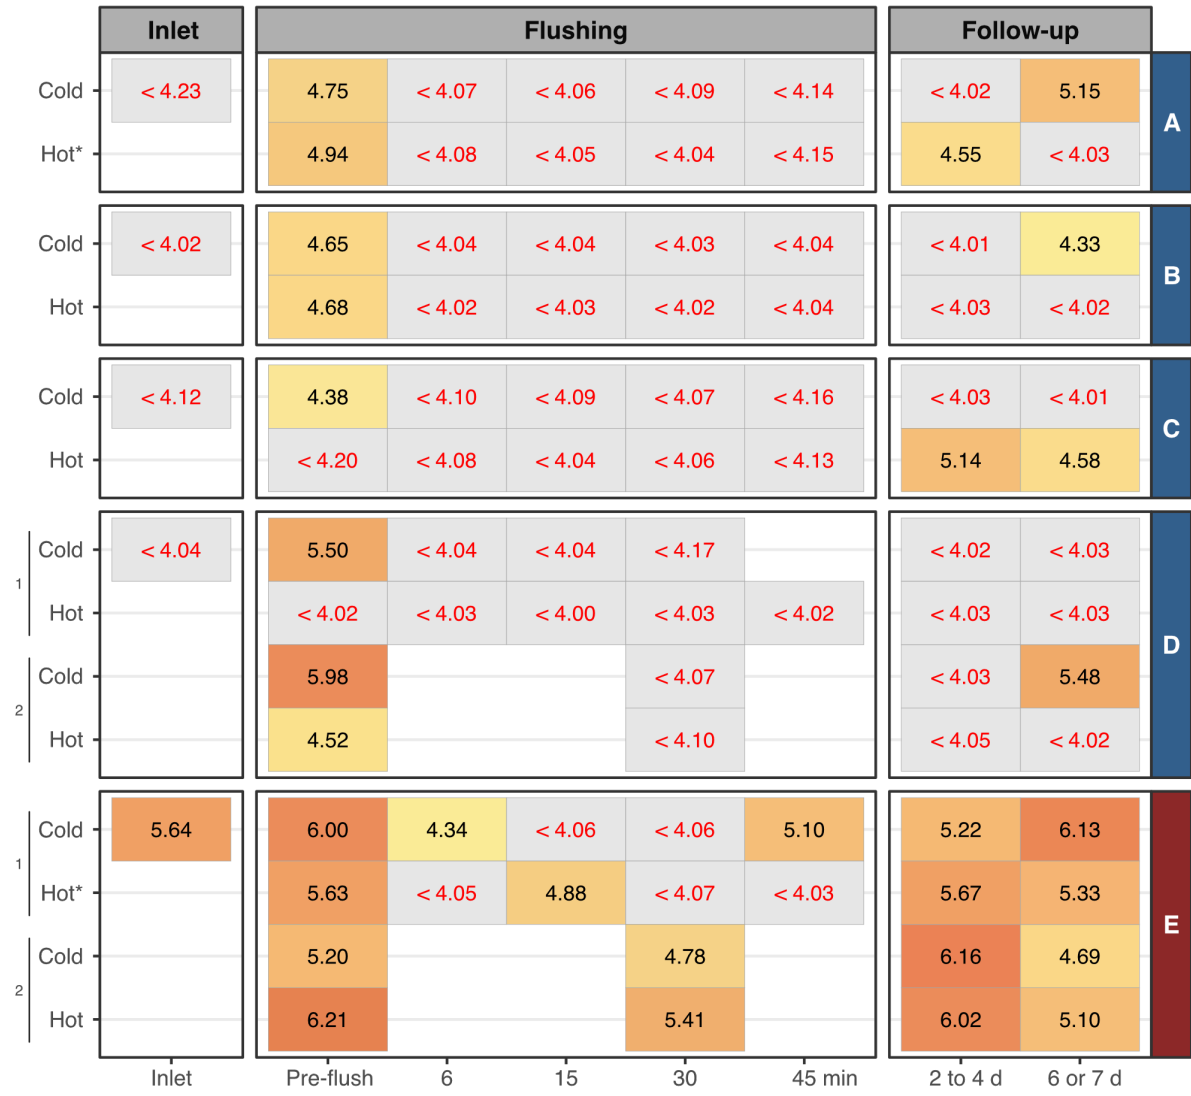 Inlet Flushing Follow-up
Cold < 4.23 4.75 < 4.07 < 4.06 < 4.09 < 4.14 < 4.02 5.15
A
Hot* 4.94 < 4.08 < 4.05 < 4.04 < 4.15 4.55 < 4.03
Cold < 4.02 4.65 < 4.04 < 4.04 < 4.03 < 4.04 < 4.01 4.33
B
Hot 4.68 < 4.02 < 4.03 < 4.02 < 4.04 < 4.03 < 4.02
Cold < 4.12 4.38 < 4.10 < 4.09 < 4.07 < 4.16 < 4.03 < 4.01
C
Hot < 4.20 < 4.08 < 4.04 < 4.06 < 4.13 5.14 4.58
Cold < 4.04 5.50 < 4.04 < 4.04 < 4.17 < 4.02 < 4.03
1
Hot < 4.02 < 4.03 < 4.00 < 4.03 < 4.02 < 4.03 < 4.03
D
Cold 5.98 < 4.07 < 4.03 5.48
2
Hot 4.52 < 4.10 < 4.05 < 4.02
Cold 5.64 6.00 4.34 < 4.06 < 4.06 5.10 5.22 6.13
1
Hot* 5.63 < 4.05 4.88 < 4.07 < 4.03 5.67 5.33
E
Cold 5.20 4.78 6.16 4.69
2
Hot 6.21 5.41 6.02 5.10
Inlet Pre-flush 6 15 30 45 min 2 to 4 d 6 or 7 d